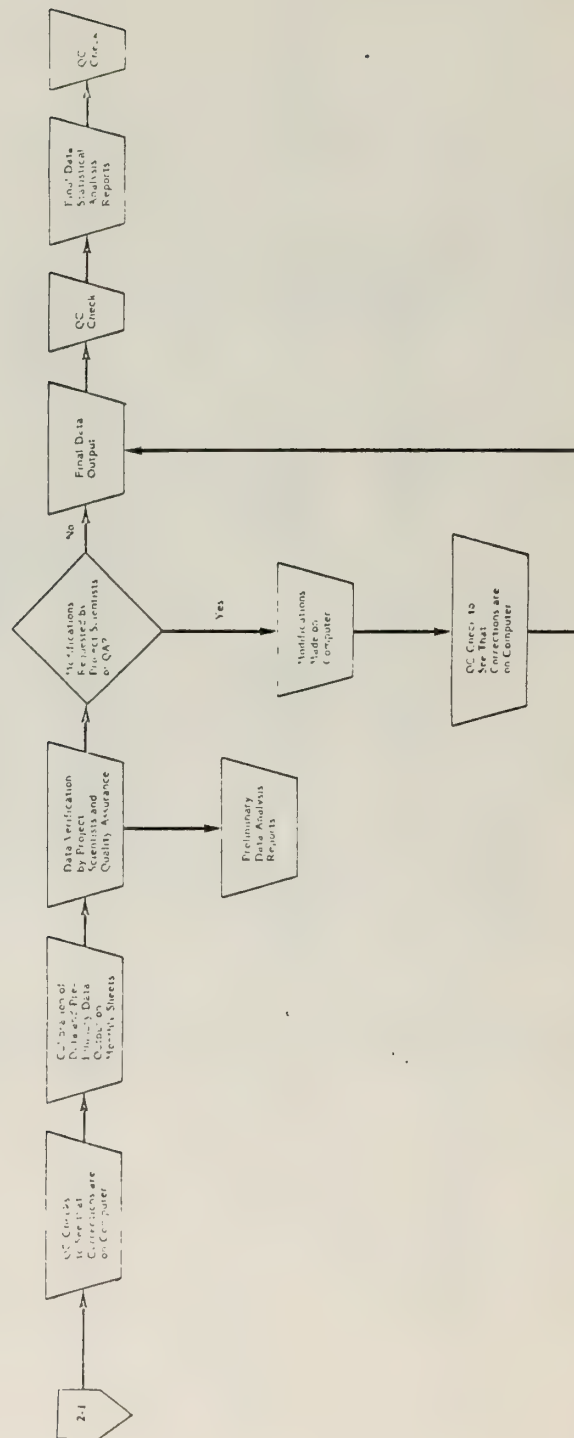 2-1
QC Checks
to See that
Corrections are
on Computer
Calibration of
Data and Pre-
liminary Data
Output on
Monthly Sheets
Data Verification
by Project
Scientists and
Quality Assurance
Preliminary
Data Analysis
Reports
Modifications
Requested by
Project Scientists
or QA?
No
Yes
Modifications
Made on
Computer
QC Check to
See That
Corrections are
on Computer
Final Data
Output
QC
Check
Final Data
Statistical
Analysis
Reports
QC
Check